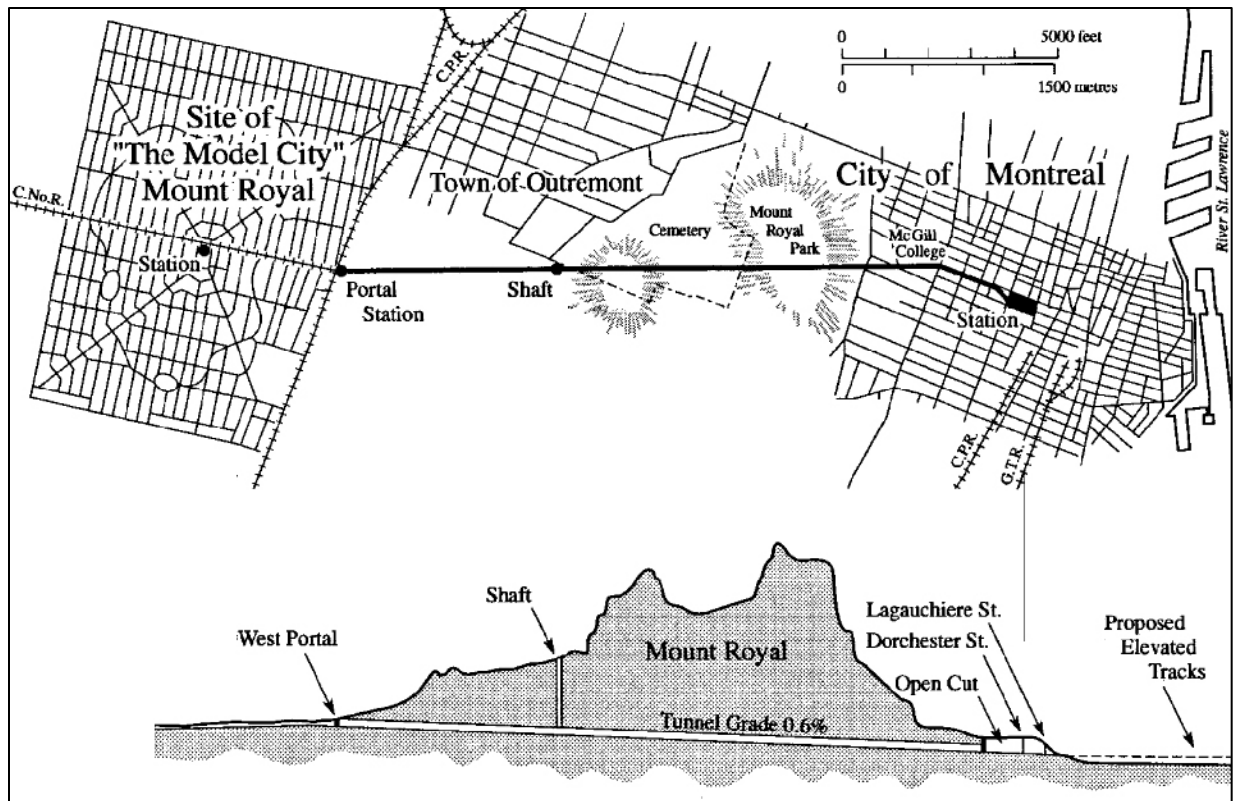 0 5000 feet
0 1500 metres
C.P.R.
Site of
"The Model City"
Mount Royal
Town of Outremont
City of Montreal
River St. Lawrence
C.No.R.
Station
Portal
Station
Shaft
Cemetery
Mount
Royal
Park
McGill
College
Station
C.P.R.
G.T.R.
West Portal
Shaft
Mount Royal
Lagauchiere St.
Dorchester St.
Open Cut
Proposed
Elevated
Tracks
Tunnel Grade 0.6%